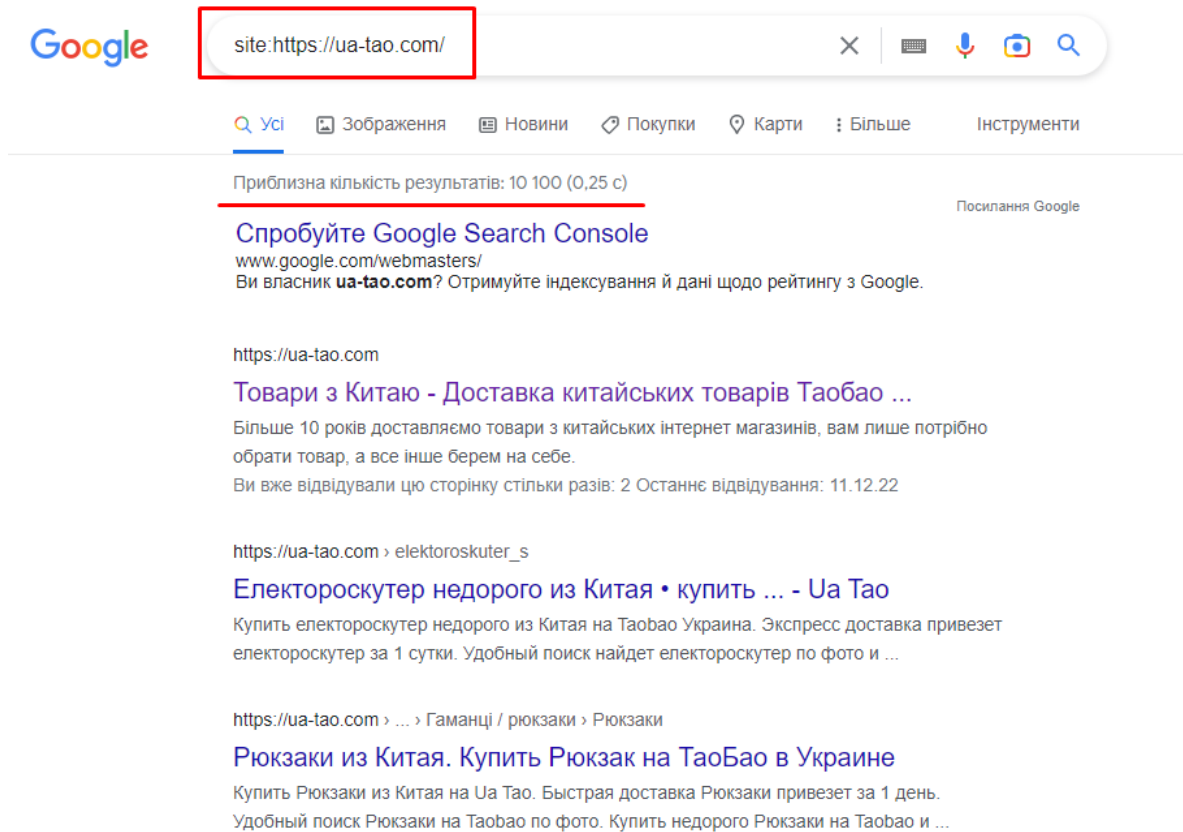 Google
site:https://ua-tao.com/
Усі Зображення Новини Покупки Карти Більше Інструменти
Приблизна кількість результатів: 10 100 (0,25 с)
Посилання Google
Спробуйте Google Search Console
www.google.com/webmasters/
Ви власник ua-tao.com? Отримуйте індексування й дані щодо рейтингу з Google.
https://ua-tao.com
Товари з Китаю - Доставка китайських товарів Таобао ...
Більше 10 років доставляємо товари з китайських інтернет магазинів, вам лише потрібно
обрати товар, а все інше берем на себе.
Ви вже відвідували цю сторінку стільки разів: 2 Останнє відвідування: 11.12.22
https://ua-tao.com › elektoroskuter_s
Електороскутер недорого из Китая • купить ... - Ua Tao
Купить електороскутер недорого из Китая на Taobao Украина. Экспресс доставка привезет
електороскутер за 1 сутки. Удобный поиск найдет електороскутер по фото и ...
https://ua-tao.com › ... › Гаманці / рюкзаки › Рюкзаки
Рюкзаки из Китая. Купить Рюкзак на ТаоБао в Украине
Купить Рюкзаки из Китая на Ua Tao. Быстрая доставка Рюкзаки привезет за 1 день.
Удобный поиск Рюкзаки на Taobao по фото. Купить недорого Рюкзаки на Taobao и ...